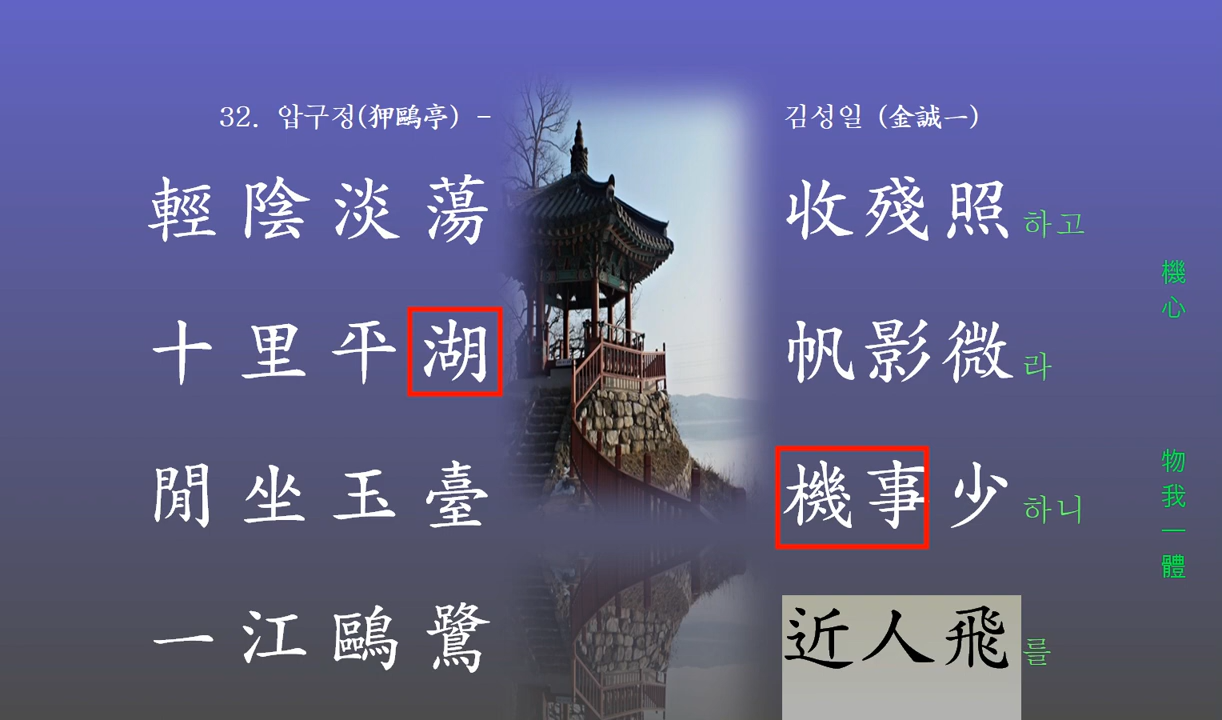 32. 압구정(狎鷗亭) - 김성일 (金誠一)
輕陰淡蕩收殘照하고
十里平湖帆影微라
閒坐玉臺機事少하니
一江鷗鷺近人飛를
機心
物我一體